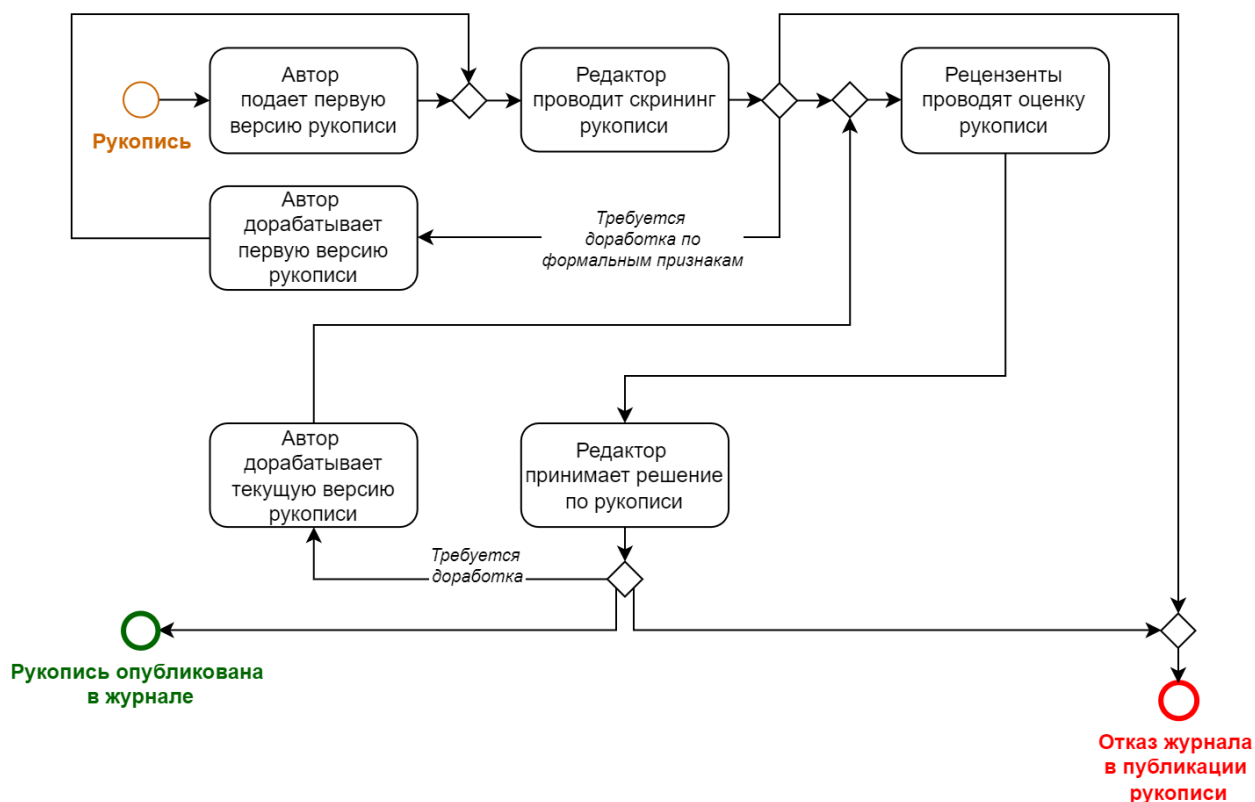 Автор
подает первую
версию рукописи
Редактор
проводит скрининг
рукописи
Рецензенты
проводят оценку
рукописи
Рукопись
Автор
дорабатывает
первую версию
рукописи
Требуется
доработка по
формальным признакам
Автор
дорабатывает
текущую версию
рукописи
Редактор
принимает решение
по рукописи
Требуется
доработка
Рукопись опубликована
в журнале
Отказ журнала
в публикации
рукописи